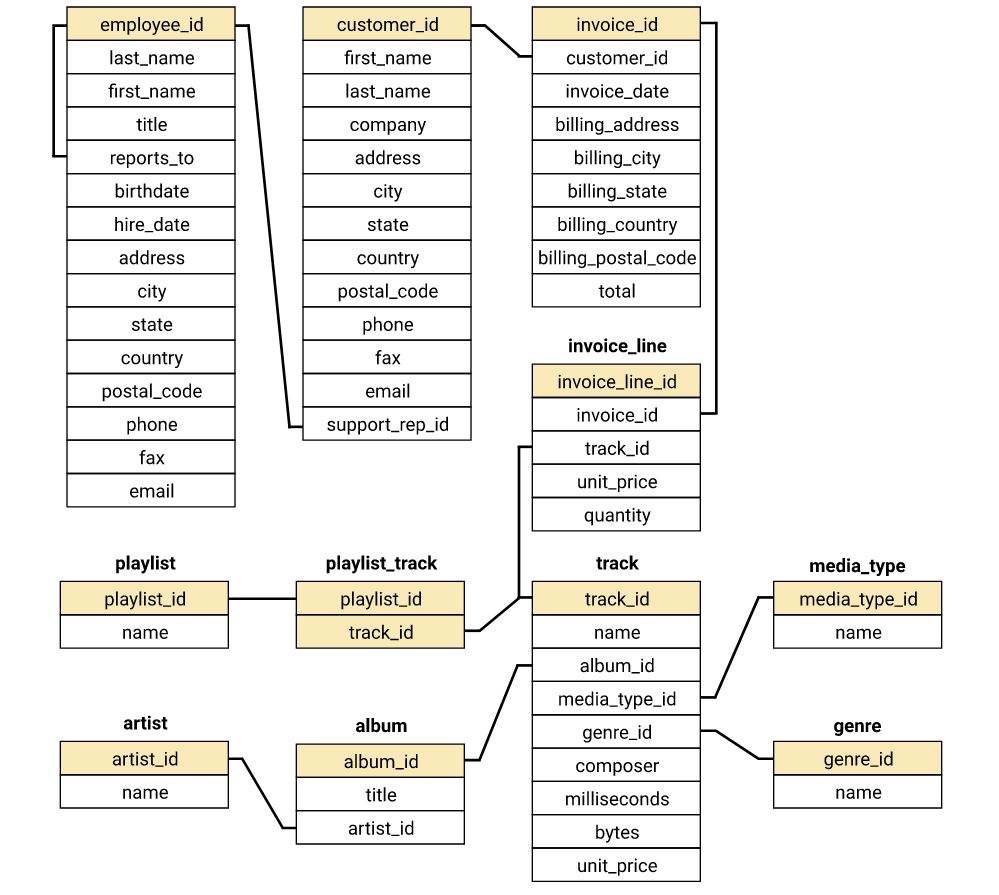 employee_id
last_name
first_name
title
reports_to
birthdate
hire_date
address
city
state
country
postal_code
phone
fax
email
customer_id
first_name
last_name
company
address
city
state
country
postal_code
phone
fax
email
support_rep_id
invoice_id
customer_id
invoice_date
billing_address
billing_city
billing_state
billing_country
billing_postal_code
total
invoice_line
invoice_line_id
invoice_id
track_id
unit_price
quantity
playlist
playlist_id
name
playlist_track
playlist_id
track_id
track
track_id
name
album_id
media_type_id
genre_id
composer
milliseconds
bytes
unit_price
media_type
media_type_id
name
artist
artist_id
name
album
album_id
title
artist_id
genre
genre_id
name